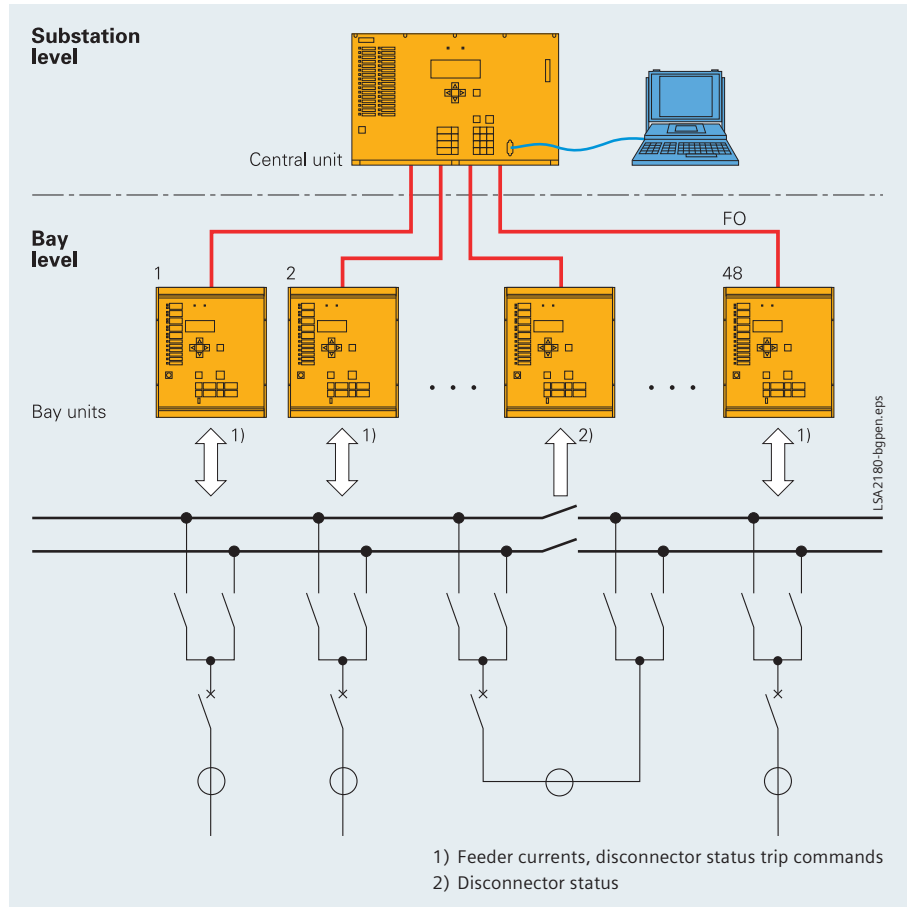 Substation
level
Central unit
FO
Bay
level
1
2
48
Bay units
1)
1)
2)
1)
LSA2180-bgpen.eps
1) Feeder currents, disconnector status trip commands
2) Disconnector status